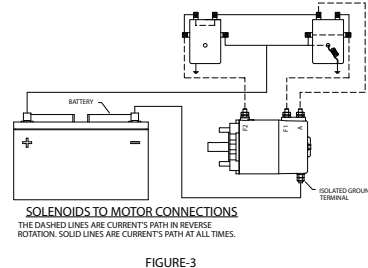 BATTERY
F2
F1
A
ISOLATED GROUND
TERMINAL
SOLENOIDS TO MOTOR CONNECTIONS
THE DASHED LINES ARE CURRENT'S PATH IN REVERSE
ROTATION. SOLID LINES ARE CURRENT'S PATH AT ALL TIMES.
FIGURE-3